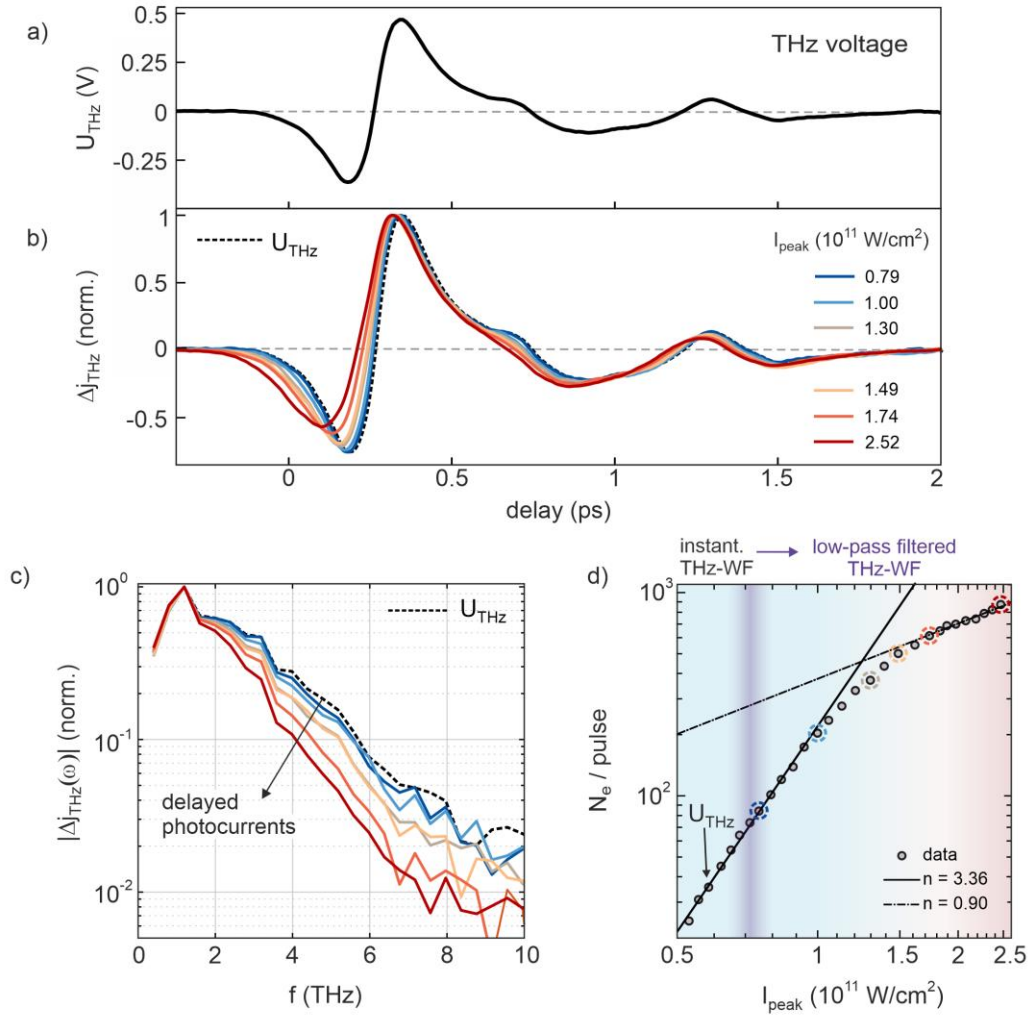 a)
THz voltage
U_THz (V)
0.5
0.25
0
-0.25
b)
U_THz
I_peak (10^11 W/cm^2)
0.79
1.00
1.30
1.49
1.74
2.52
Δj_THz (norm.)
1
0.5
0
-0.5
0
0.5
1
1.5
2
delay (ps)
c)
U_THz
|Δj_THz(ω)| (norm.)
10^0
10^-1
10^-2
delayed
photocurrents
0
2
4
6
8
10
f (THz)
instant.
THz-WF
low-pass filtered
THz-WF
d)
N_e / pulse
10^3
10^2
U_THz
data
n = 3.36
n = 0.90
0.5
1
1.5
2
2.5
I_peak (10^11 W/cm^2)